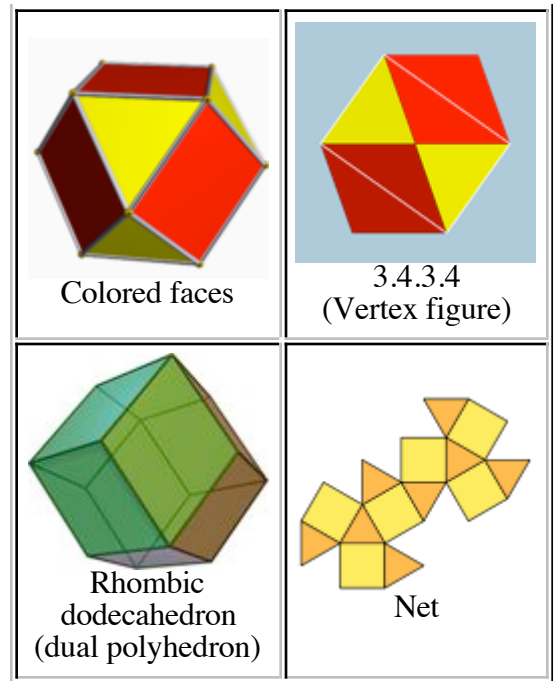 Colored faces
3.4.3.4
(Vertex figure)
Rhombic
dodecahedron
(dual polyhedron)
Net